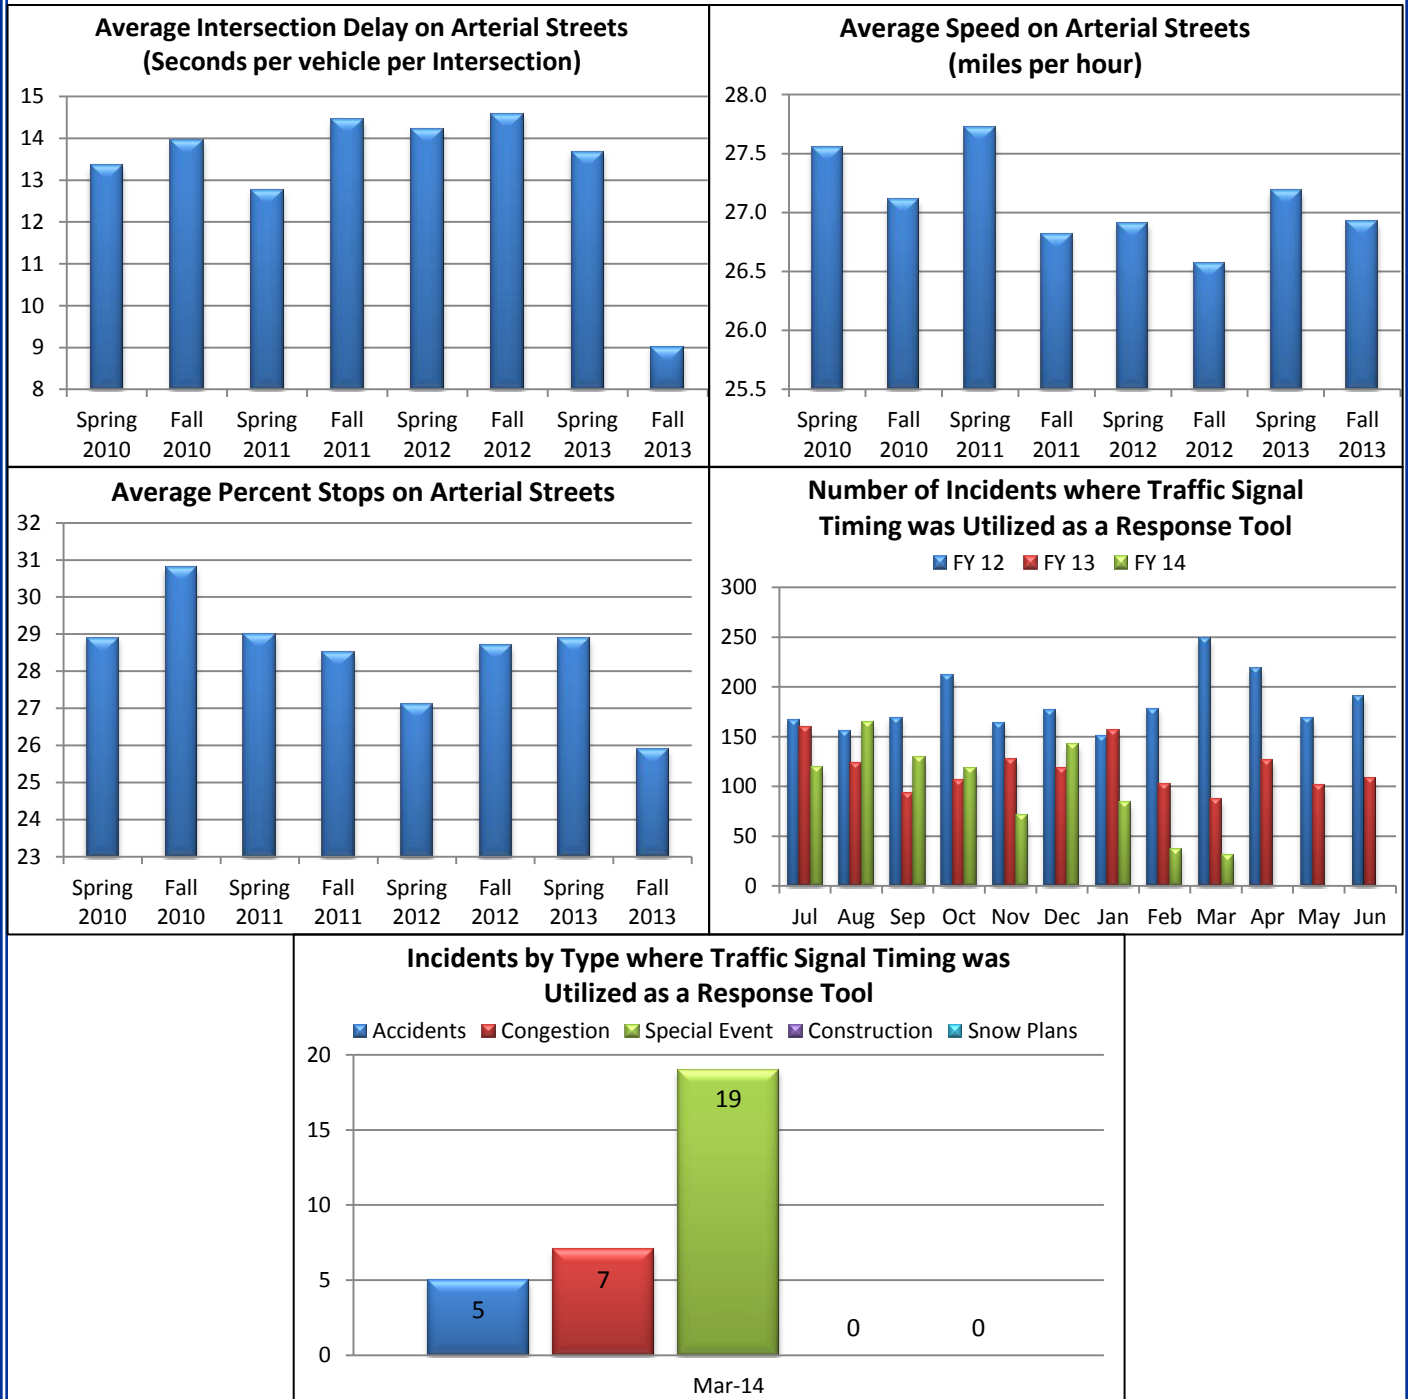 Average Intersection Delay on Arterial Streets
(Seconds per vehicle per Intersection)
15
14
13
12
11
10
9
8
Spring Fall Spring Fall Spring Fall Spring Fall
2010 2010 2011 2011 2012 2012 2013 2013
Average Speed on Arterial Streets
(miles per hour)
28.0
27.5
27.0
26.5
26.0
25.5
Spring Fall Spring Fall Spring Fall Spring Fall
2010 2010 2011 2011 2012 2012 2013 2013
Average Percent Stops on Arterial Streets
32
31
30
29
28
27
26
25
24
23
Spring Fall Spring Fall Spring Fall Spring Fall
2010 2010 2011 2011 2012 2012 2013 2013
Number of Incidents where Traffic Signal
Timing was Utilized as a Response Tool
FY 12 FY 13 FY 14
300
250
200
150
100
50
0
Jul Aug Sep Oct Nov Dec Jan Feb Mar Apr May Jun
Incidents by Type where Traffic Signal Timing was
Utilized as a Response Tool
Accidents Congestion Special Event Construction Snow Plans
20
15
10
5
0
5 7 19 0 0
Mar-14